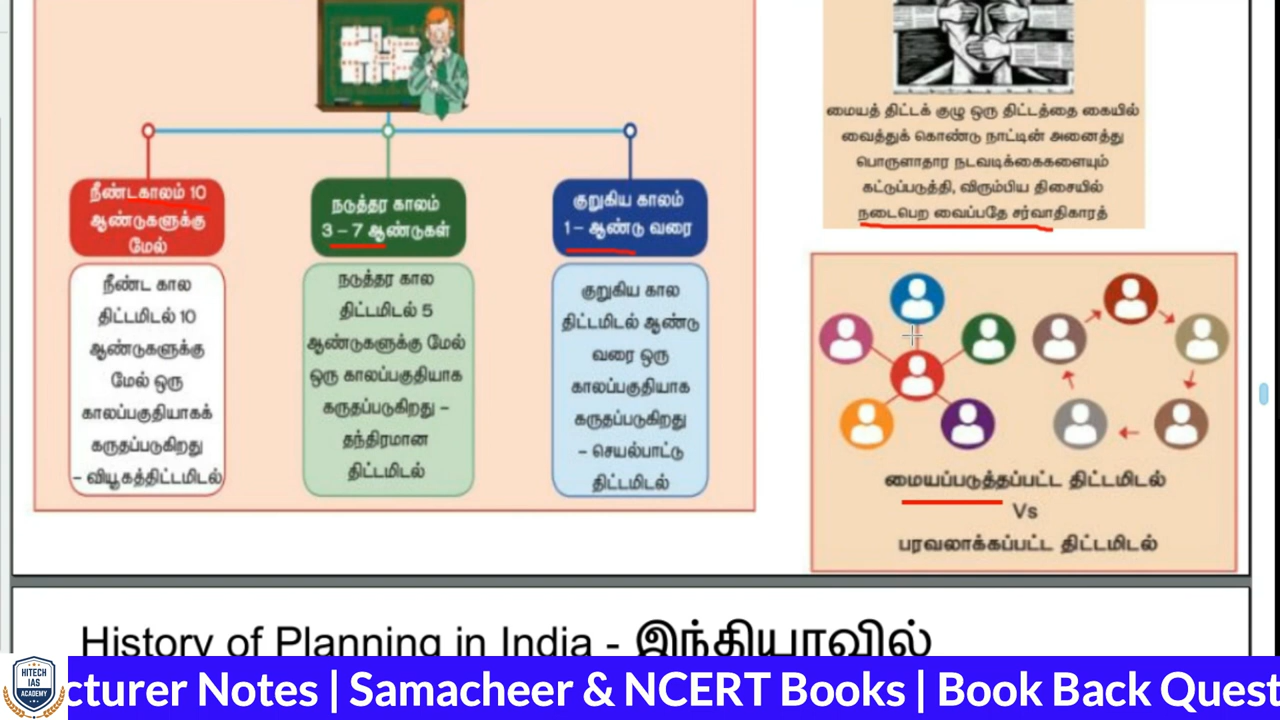 நீண்டகாலம் 10
ஆண்டுகளுக்கு
மேல்
நீண்ட கால
திட்டமிடல் 10
ஆண்டுகளுக்கு
மேல் ஒரு
காலப்பகுதியாகக்
கருதப்படுகிறது
– வியூகத்திட்டமிடல்
நடுத்தர காலம்
3 – 7 ஆண்டுகள்
நடுத்தர கால
திட்டமிடல் 5
ஆண்டுகளுக்கு மேல்
ஒரு காலப்பகுதியாக
கருதப்படுகிறது –
தந்திரமான
திட்டமிடல்
குறுகிய காலம்
1 – ஆண்டு வரை
குறுகிய கால
திட்டமிடல் ஆண்டு
வரை ஒரு
காலப்பகுதியாக
கருதப்படுகிறது
– செயல்பாட்டு
திட்டமிடல்
மையத் திட்டக் குழு ஒரு திட்டத்தை கையில்
வைத்துக் கொண்டு நாட்டின் அனைத்து
பொருளாதார நடவடிக்கைகளையும்
கட்டுப்படுத்தி, விரும்பிய திசையில்
நடைபெற வைப்பதே சர்வாதிகாரத்
மையப்படுத்தப்பட்ட திட்டமிடல்
Vs
பரவலாக்கப்பட்ட திட்டமிடல்
History of Planning in India - இந்தியாவில்
HITECH
IAS
ACADEMY
cturer Notes | Samacheer & NCERT Books | Book Back Quest